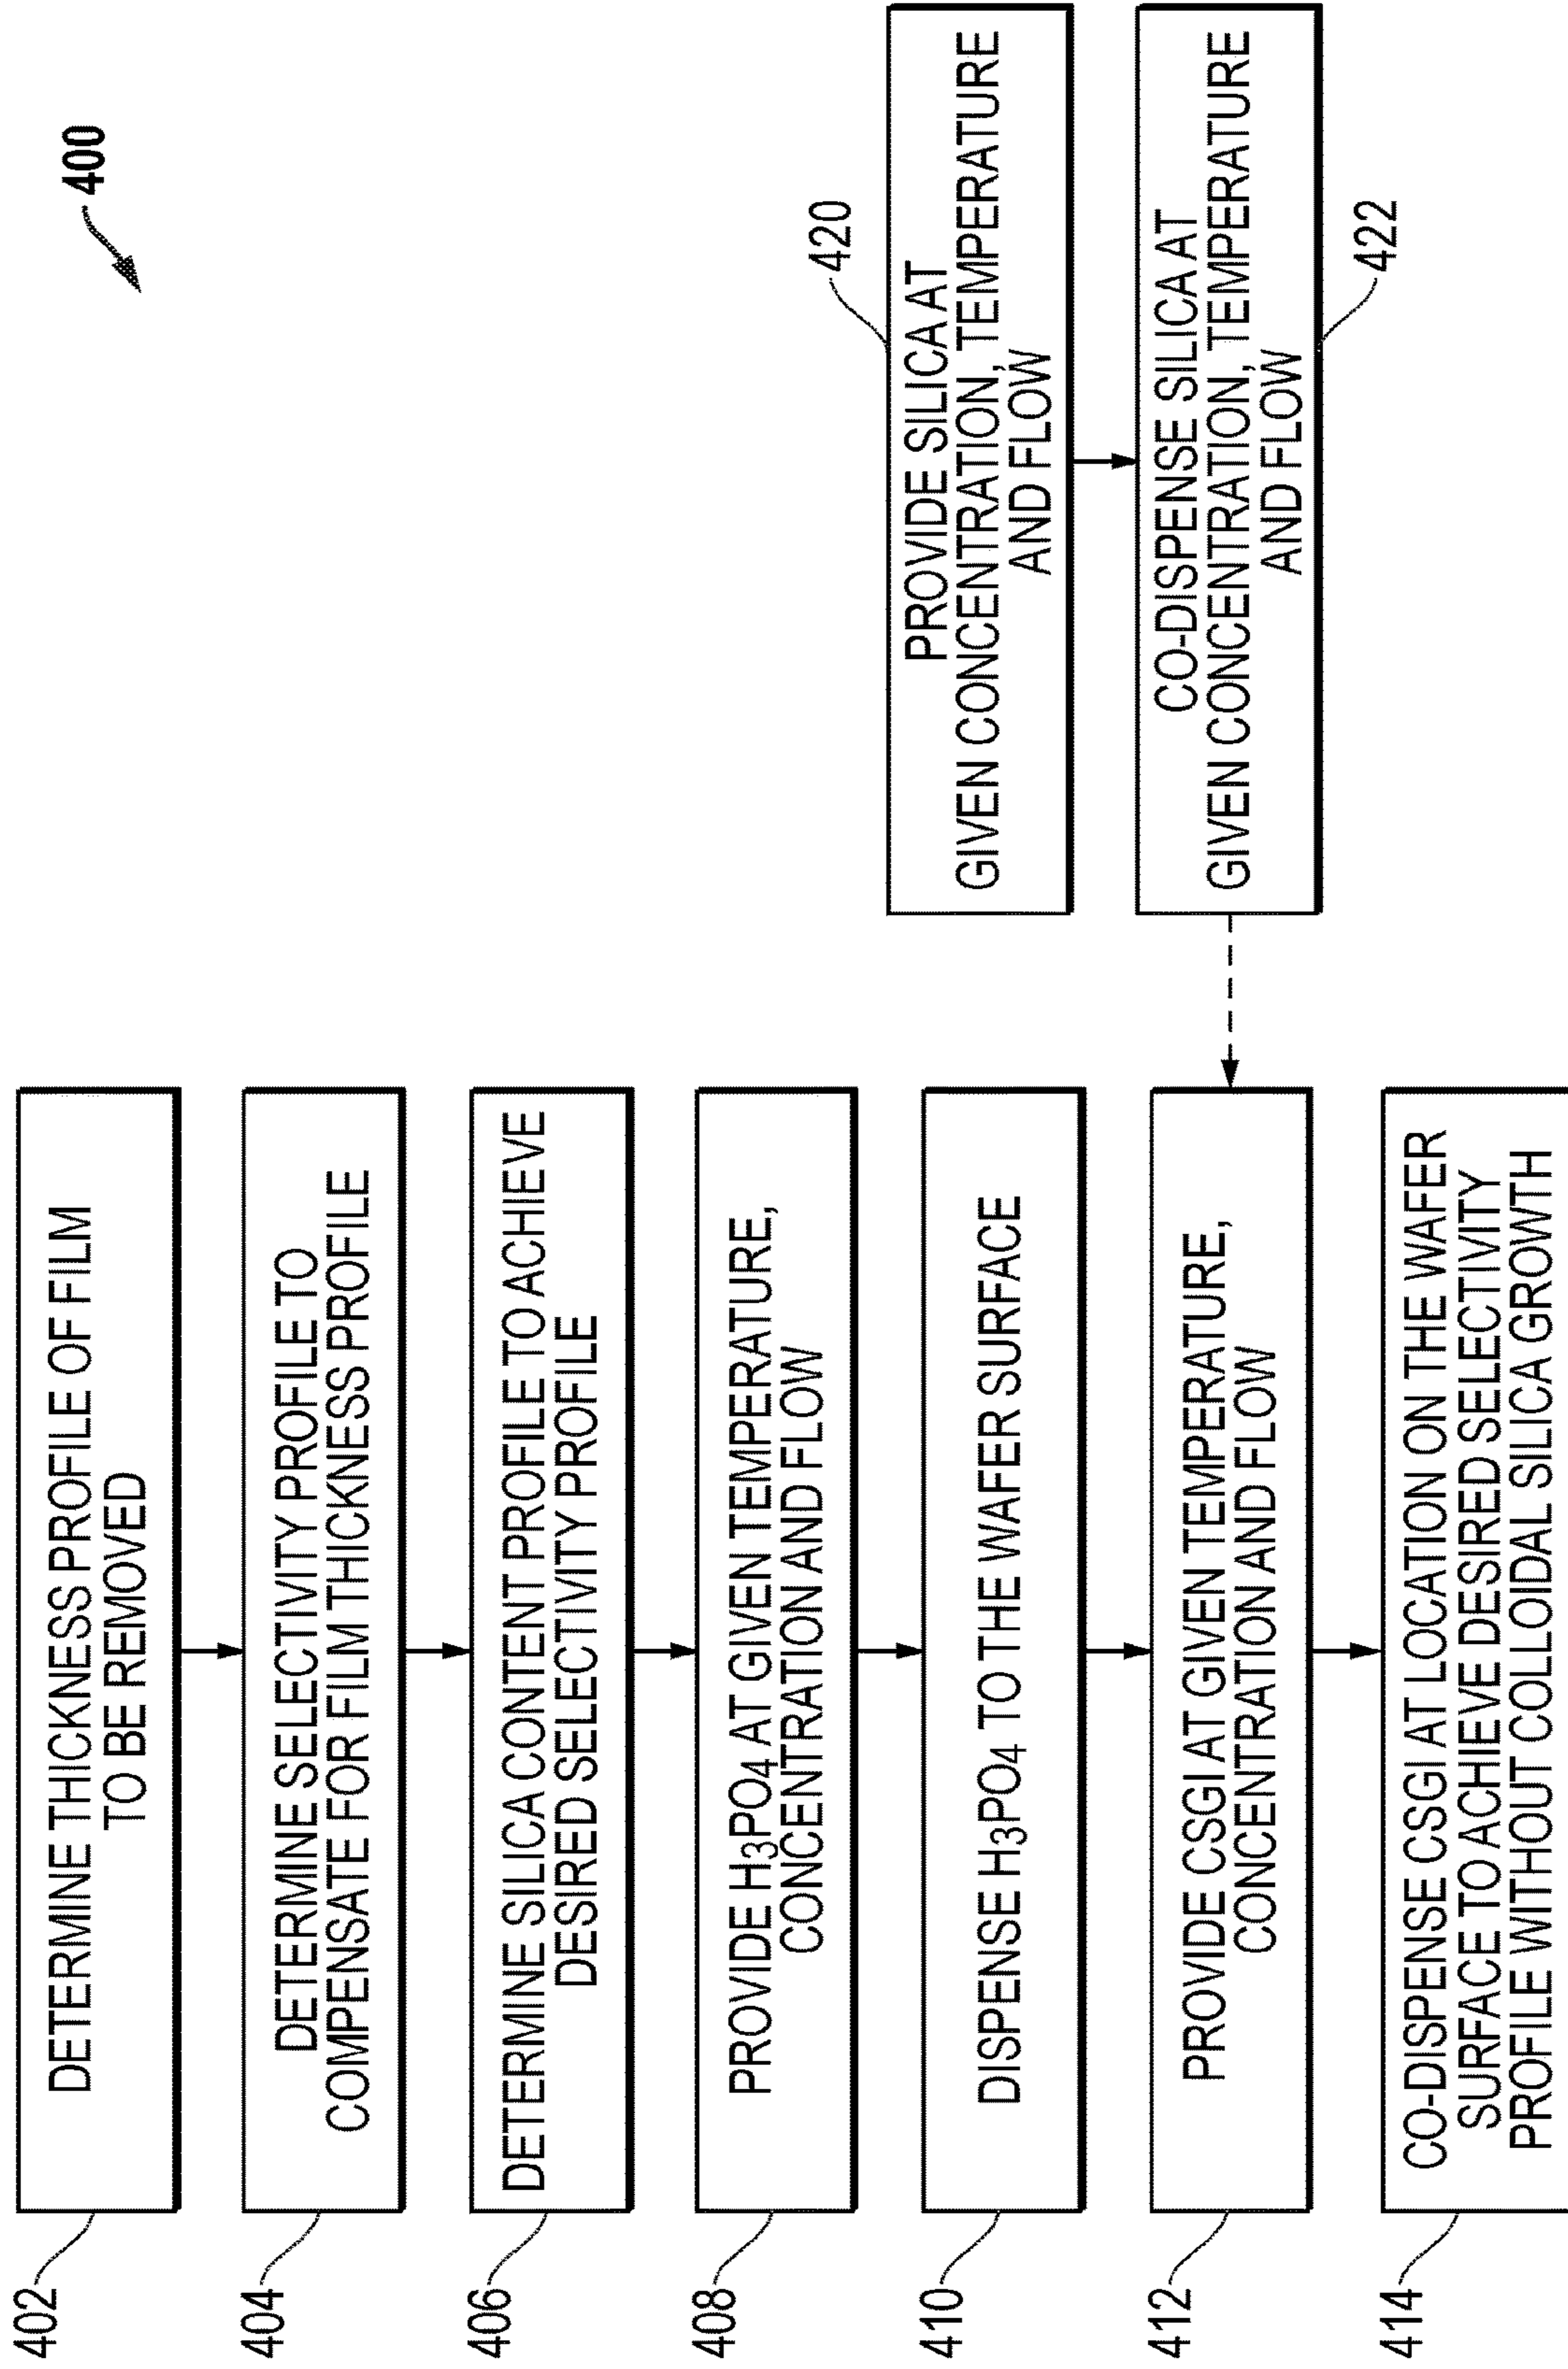 400
402
DETERMINE THICKNESS PROFILE OF FILM
TO BE REMOVED
404
DETERMINE SELECTIVITY PROFILE TO
COMPENSATE FOR FILM THICKNESS PROFILE
406
DETERMINE SILICA CONTENT PROFILE TO ACHIEVE
DESIRED SELECTIVITY PROFILE
408
PROVIDE H₃PO₄ AT GIVEN TEMPERATURE,
CONCENTRATION AND FLOW
410
DISPENSE H₃PO₄ TO THE WAFER SURFACE
412
PROVIDE CSGI AT GIVEN TEMPERATURE,
CONCENTRATION AND FLOW
414
CO-DISPENSE CSGI AT LOCATION ON THE WAFER
SURFACE TO ACHIEVE DESIRED SELECTIVITY
PROFILE WITHOUT COLLOIDAL SILICA GROWTH
420
PROVIDE SILICA AT
GIVEN CONCENTRATION, TEMPERATURE
AND FLOW
CO-DISPENSE SILICA AT
GIVEN CONCENTRATION, TEMPERATURE
AND FLOW
422